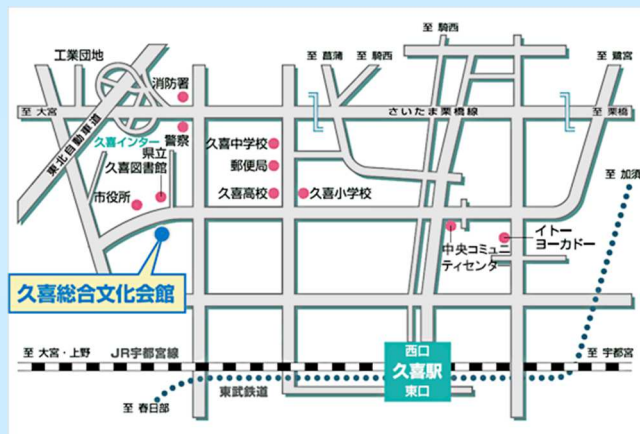 工業団地
消防署
至 菖蒲
至 騎西
至 騎西
至 鷲宮
至 大宮
東北自動車道
さいたま栗橋線
至 栗橋
久喜インター
警察
県立
久喜図書館
市役所
久喜中学校
郵便局
久喜高校
久喜小学校
至 加須
中央コミュニ
ティセンタ
イトー
ヨーカドー
久喜総合文化会館
至 大宮・上野
JR宇都宮線
西口
久喜駅
東口
至 宇都宮
東武鉄道
至 春日部